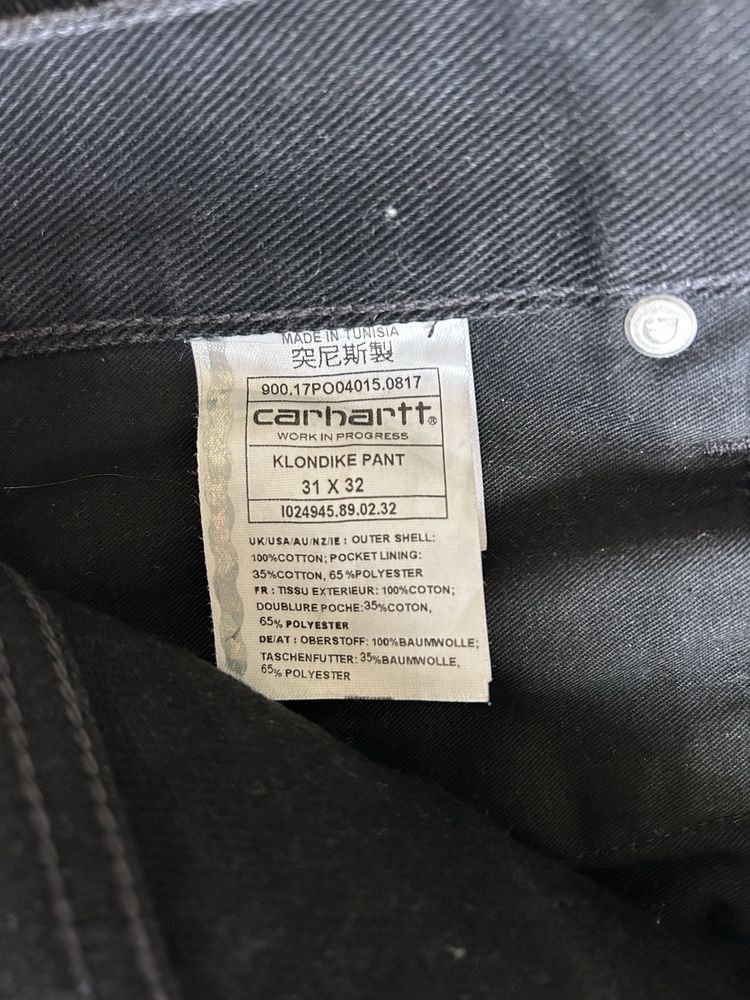 MADE IN TUNISIA
突尼斯製
900.17PO04015.0817
carhartt®
WORK IN PROGRESS
KLONDIKE PANT
31 X 32
I024945.89.02.32
UK/USA/AU/NZ/IE : OUTER SHELL:
100%COTTON; POCKET LINING:
35%COTTON, 65%POLYESTER
FR : TISSU EXTERIEUR: 100%COTON;
DOUBLURE POCHE:35%COTON,
65% POLYESTER
DE/AT : OBERSTOFF: 100%BAUMWOLLE;
TASCHENFUTTER: 35%BAUMWOLLE,
65% POLYESTER